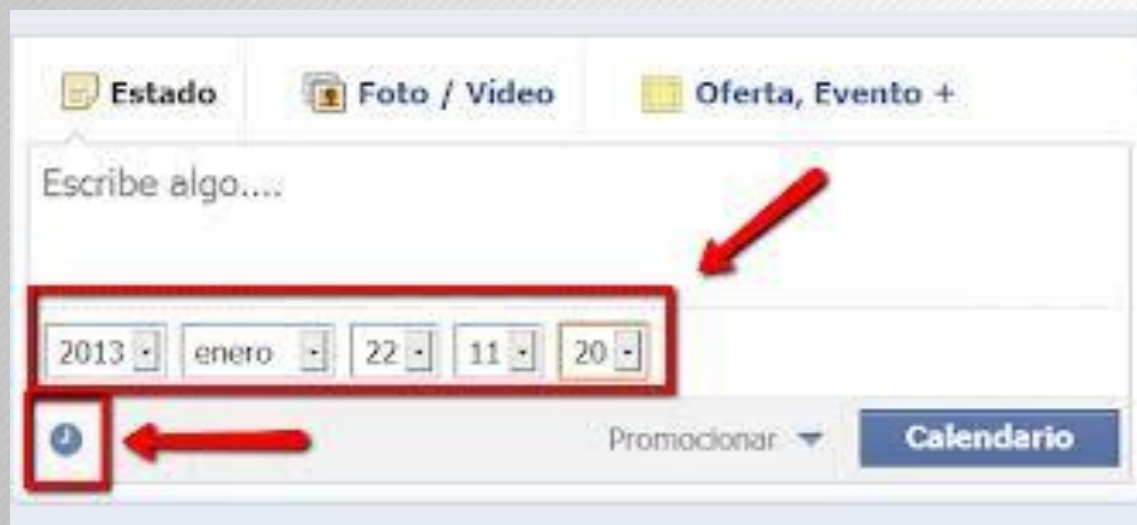 Estado Foto / Video Oferta, Evento +
Escribe algo....
2013 enero 22 11 20
Promocionar Calendario